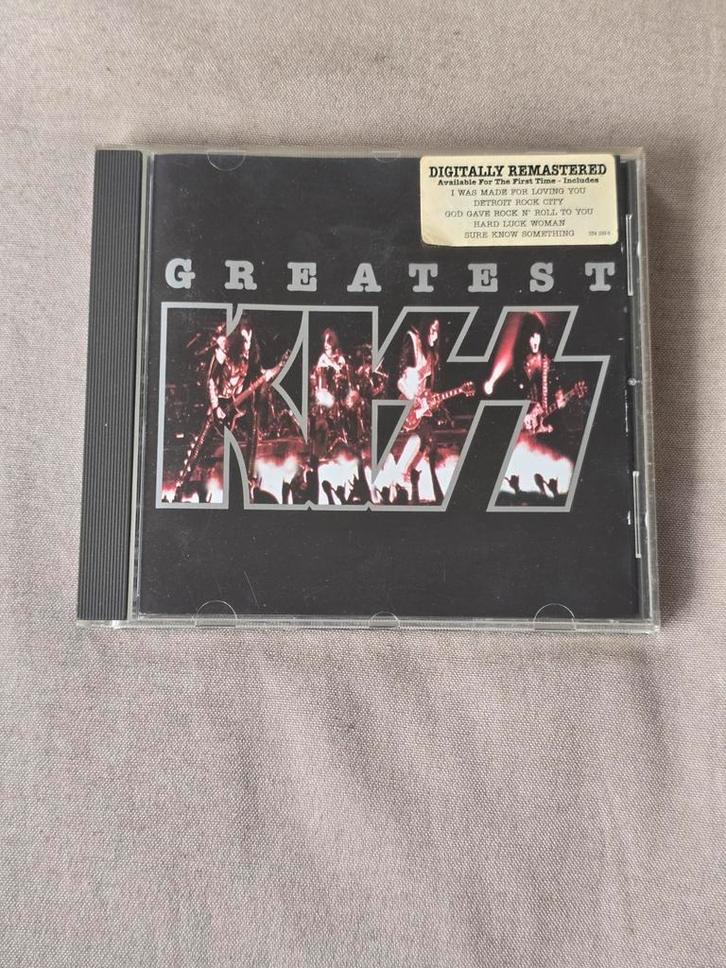 DIGITALLY REMASTERED
Available For The First Time - Includes
I WAS MADE FOR LOVING YOU
DETROIT ROCK CITY
GOD GAVE ROCK N' ROLL TO YOU
HARD LUCK WOMAN
SURE KNOW SOMETHING
GREATEST
KISS